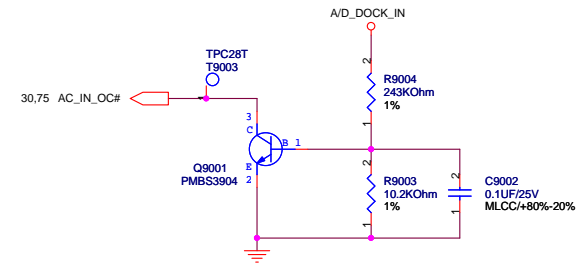 A/D_DOCK_IN
TPC28T
T9003
2
R9004
243KOhm
1%
1
30,75 AC_IN_OC#
3
C
B 1
E
2
Q9001
PMBS3904
2
R9003
10.2KOhm
1%
1
2
C9002
0.1UF/25V
MLCC/+80%-20%
1